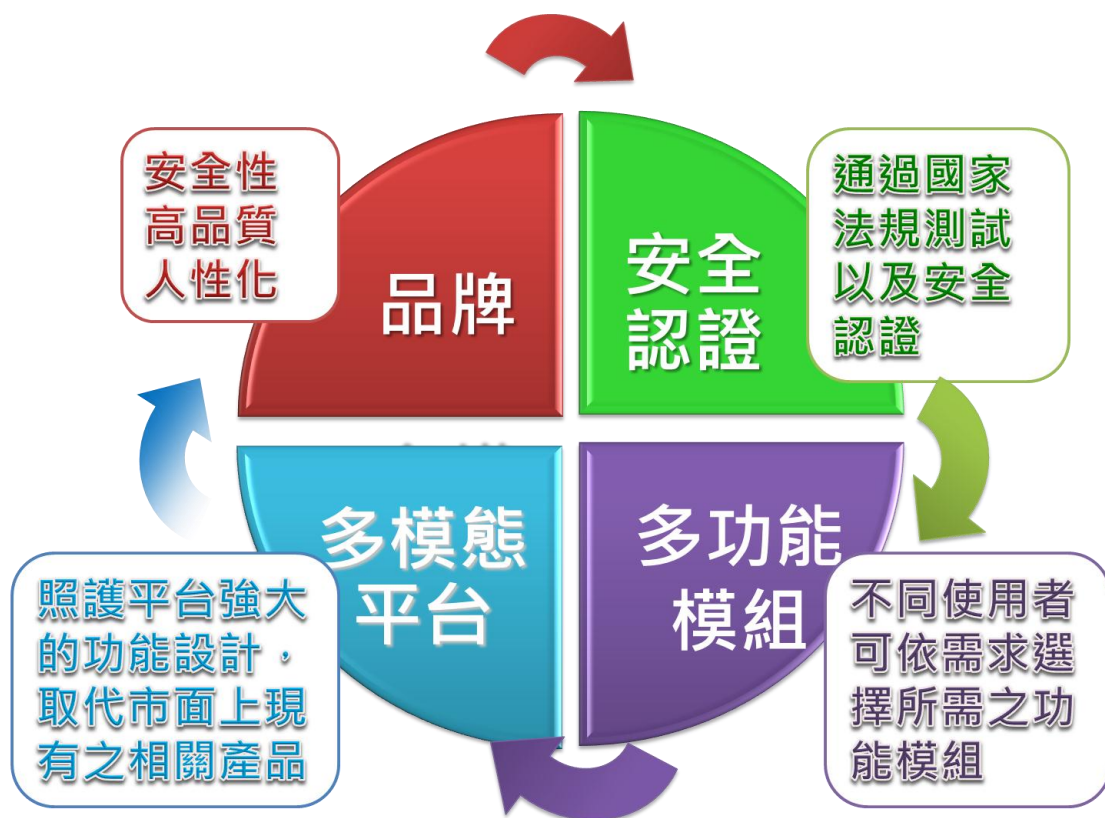 安全性
高品質
人性化
品牌
安全
認證
通過國家
法規測試
以及安全
認證
多模態
平台
多功能
模組
照護平台強大
的功能設計，
取代市面上現
有之相關產品
不同使用者
可依需求選
擇所需之功
能模組